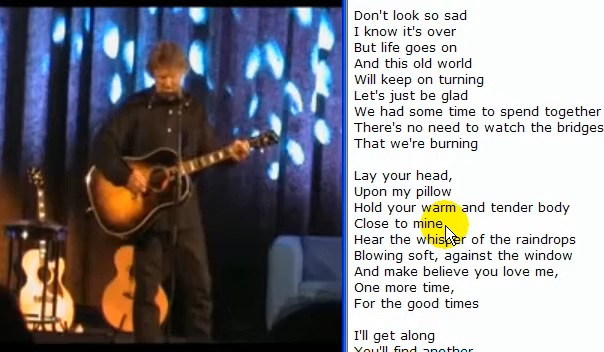 Don't look so sad
I know it's over
But life goes on
And this old world
Will keep on turning
Let's just be glad
We had some time to spend together
There's no need to watch the bridges
That we're burning
Lay your head,
Upon my pillow
Hold your warm and tender body
Close to mine
Hear the whisper of the raindrops
Blowing soft, against the window
And make believe you love me,
One more time,
For the good times
I'll get along
You'll find another